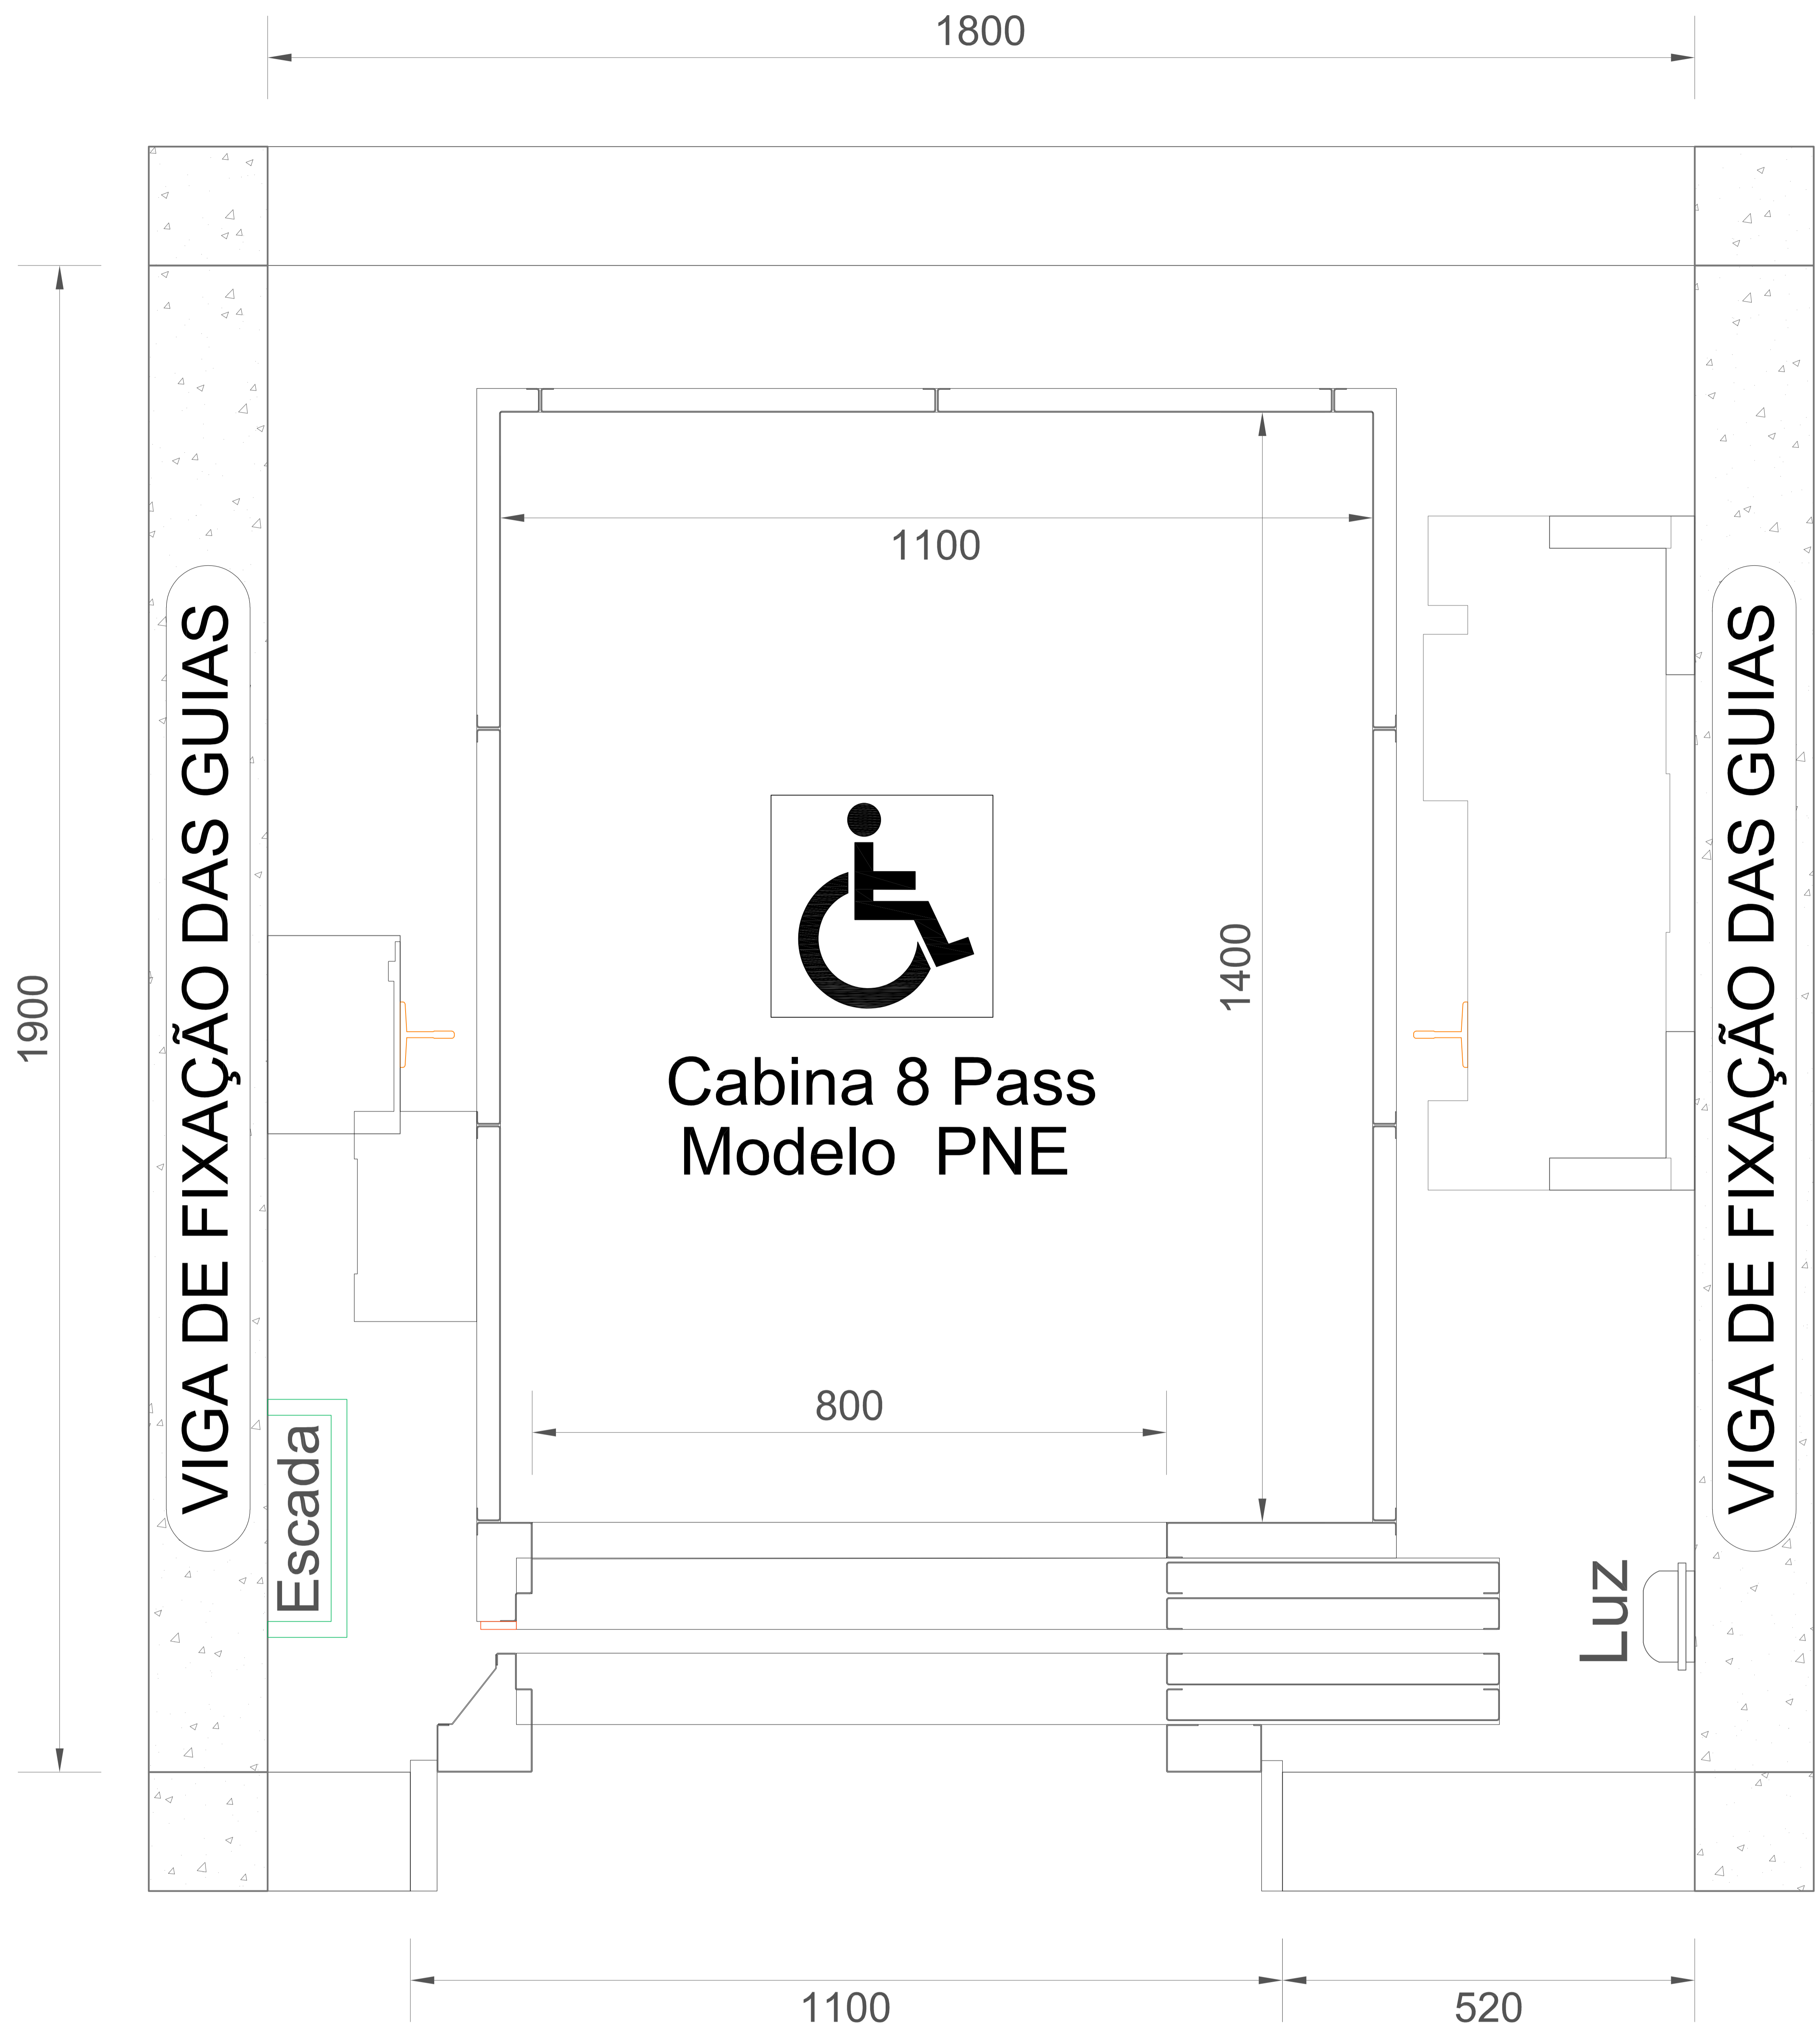 1800
1100
VIGA DE FIXAÇÃO DAS GUIAS
VIGA DE FIXAÇÃO DAS GUIAS
1900
1400
Cabina 8 Pass
Modelo PNE
800
Escada
Luz
1100
520